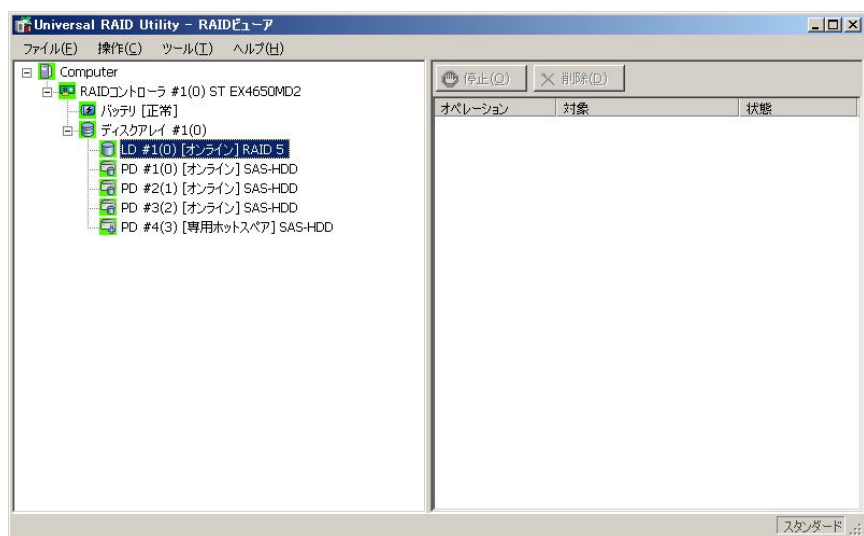 Universal RAID Utility - RAIDビューア
ファイル(F) 操作(C) ツール(T) ヘルプ(H)
Computer
RAIDコントローラ #1(0) ST EX4650MD2
バッテリ [正常]
ディスクアレイ #1(0)
LD #1(0) [オンライン] RAID 5
PD #1(0) [オンライン] SAS-HDD
PD #2(1) [オンライン] SAS-HDD
PD #3(2) [オンライン] SAS-HDD
PD #4(3) [専用ホットスペア] SAS-HDD
停止(O) 削除(D)
オペレーション 対象 状態
スタンダード